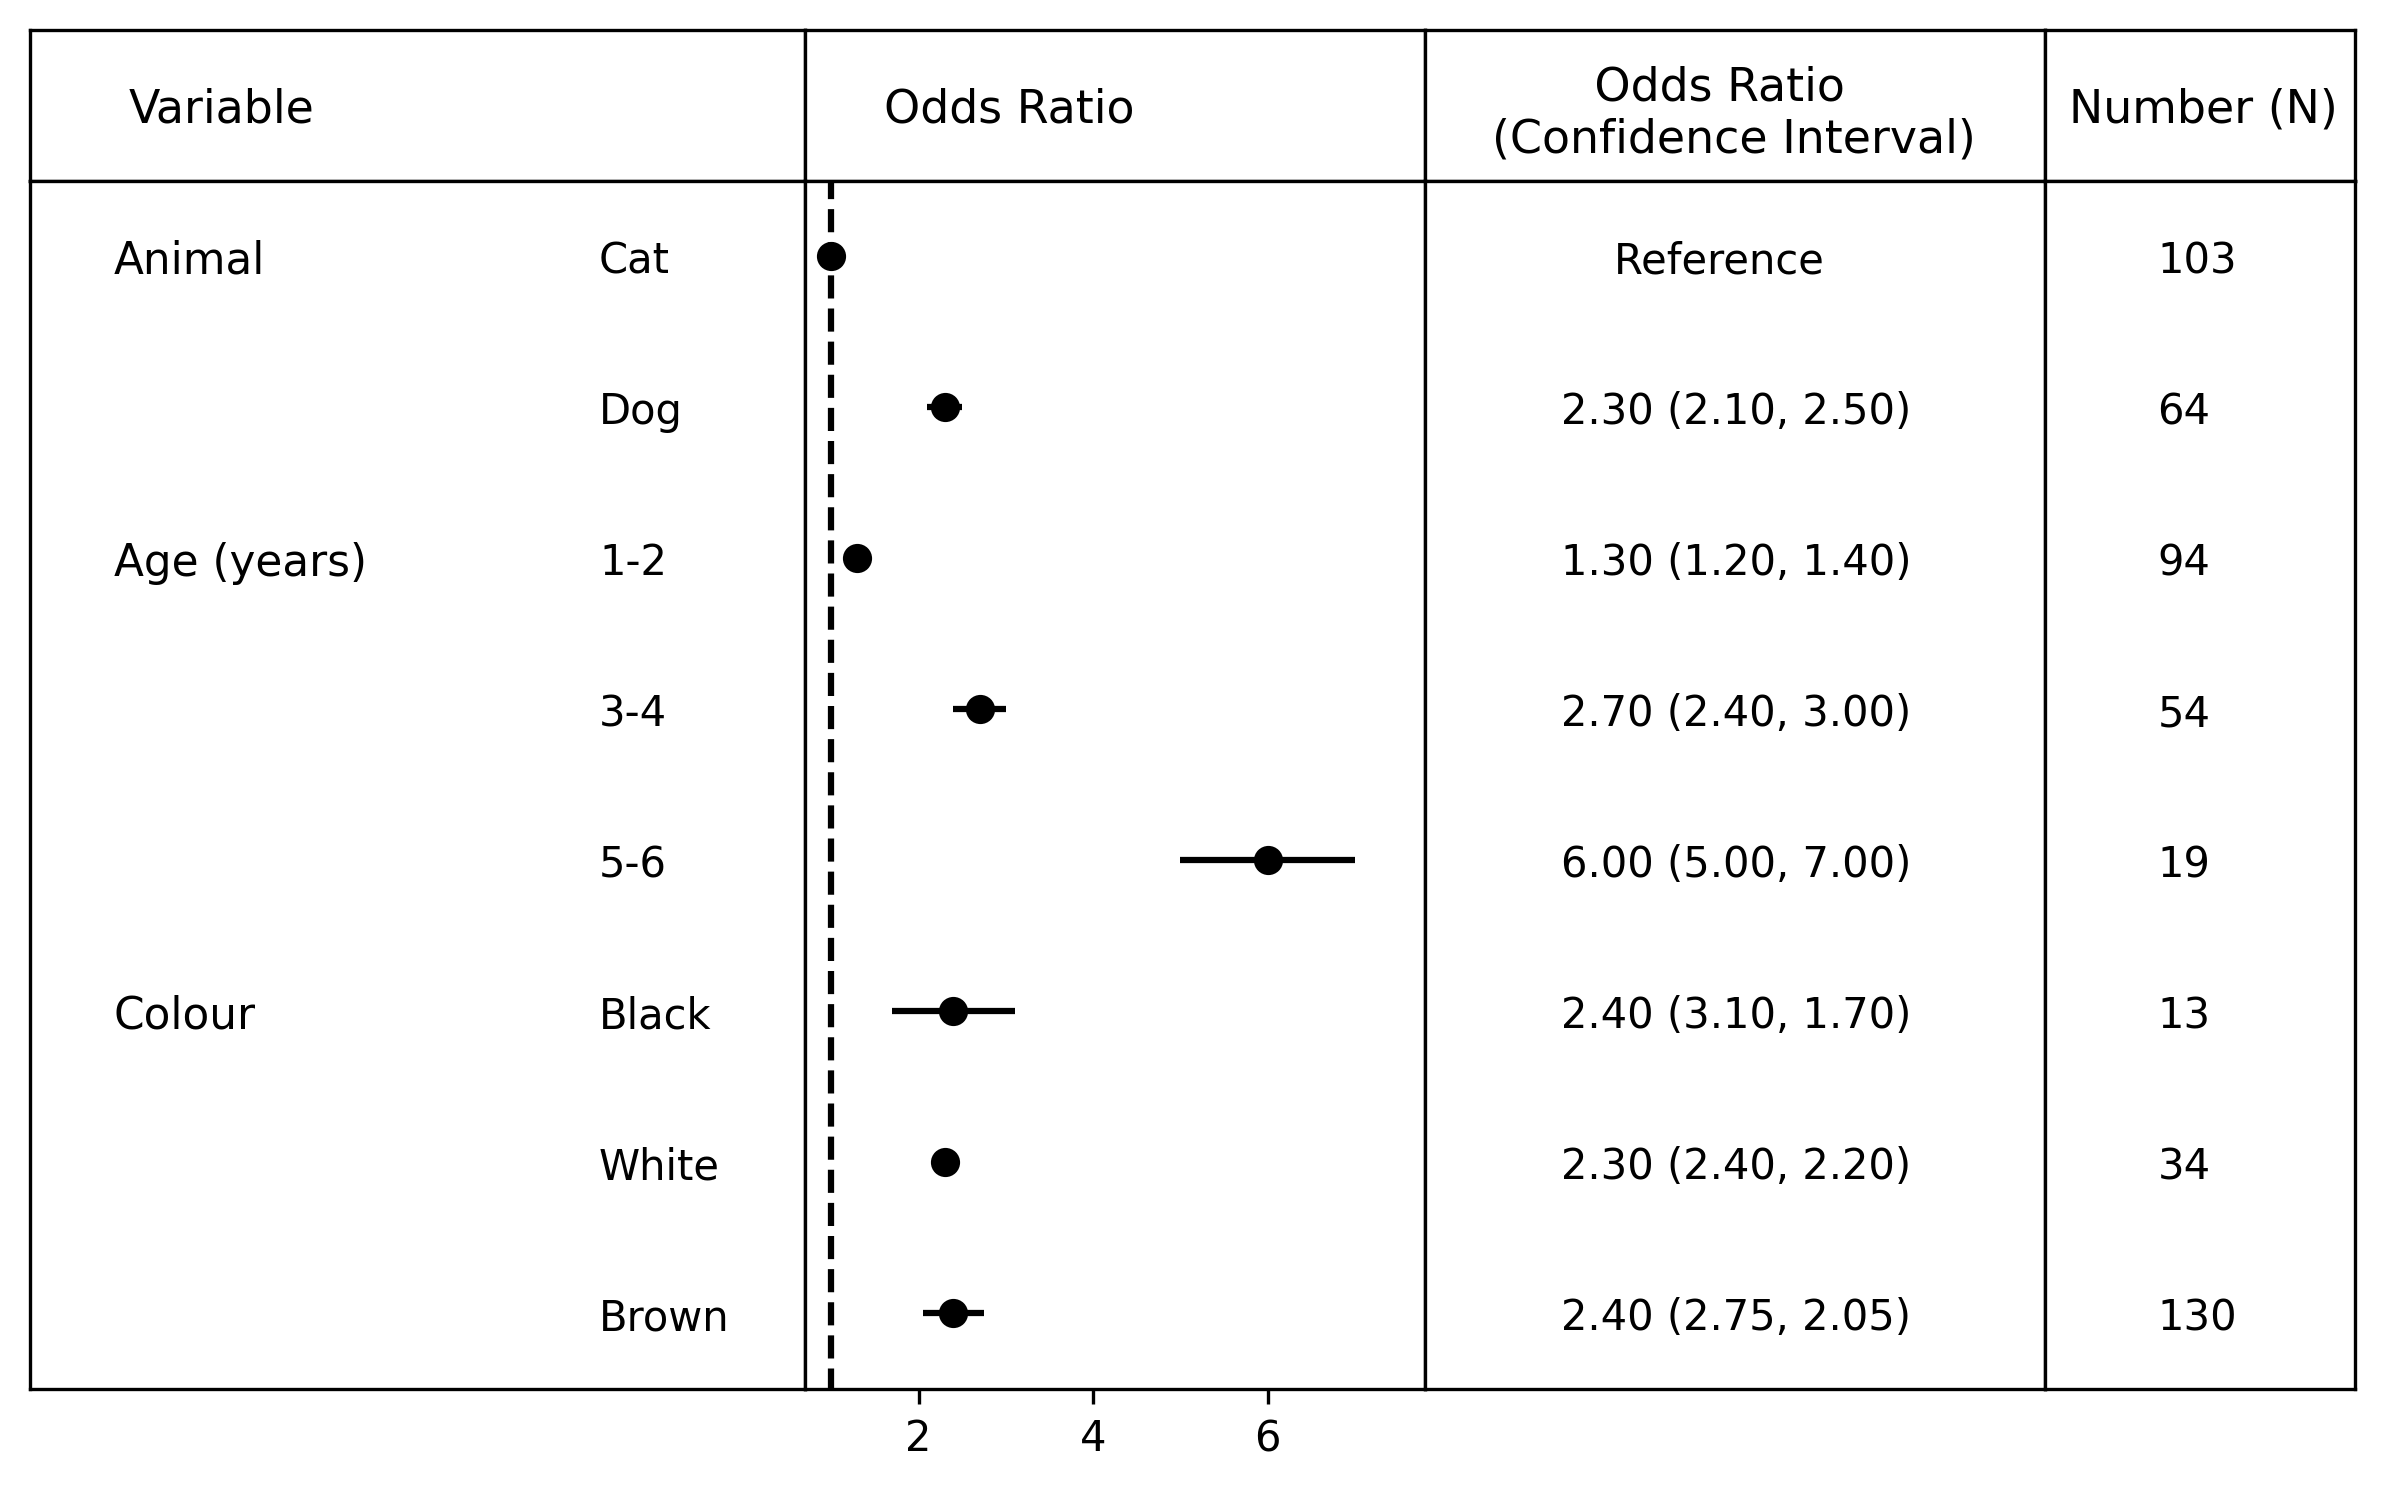 Variable Odds Ratio Odds Ratio (Confidence Interval) Number (N)
Animal Cat Reference 103
Dog 2.30 (2.10, 2.50) 64
Age (years) 1-2 1.30 (1.20, 1.40) 94
3-4 2.70 (2.40, 3.00) 54
5-6 6.00 (5.00, 7.00) 19
Colour Black 2.40 (3.10, 1.70) 13
White 2.30 (2.40, 2.20) 34
Brown 2.40 (2.75, 2.05) 130
2 4 6